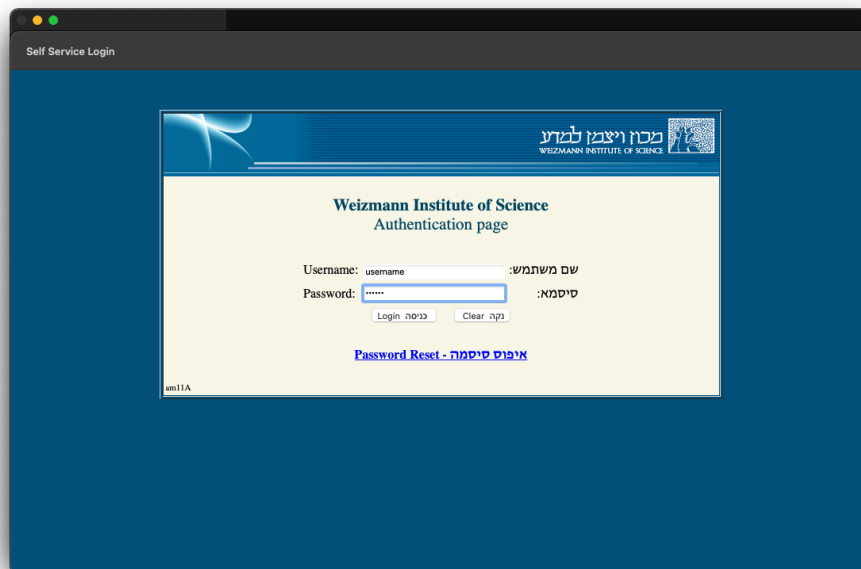 Self Service Login
מכון ויצמן למדע
WEIZMANN INSTITUTE OF SCIENCE
Weizmann Institute of Science
Authentication page
Username: username שם משתמש:
Password: •••••• סיסמא:
Login כניסה Clear נקה
Password Reset - איפוס סיסמה
am11A